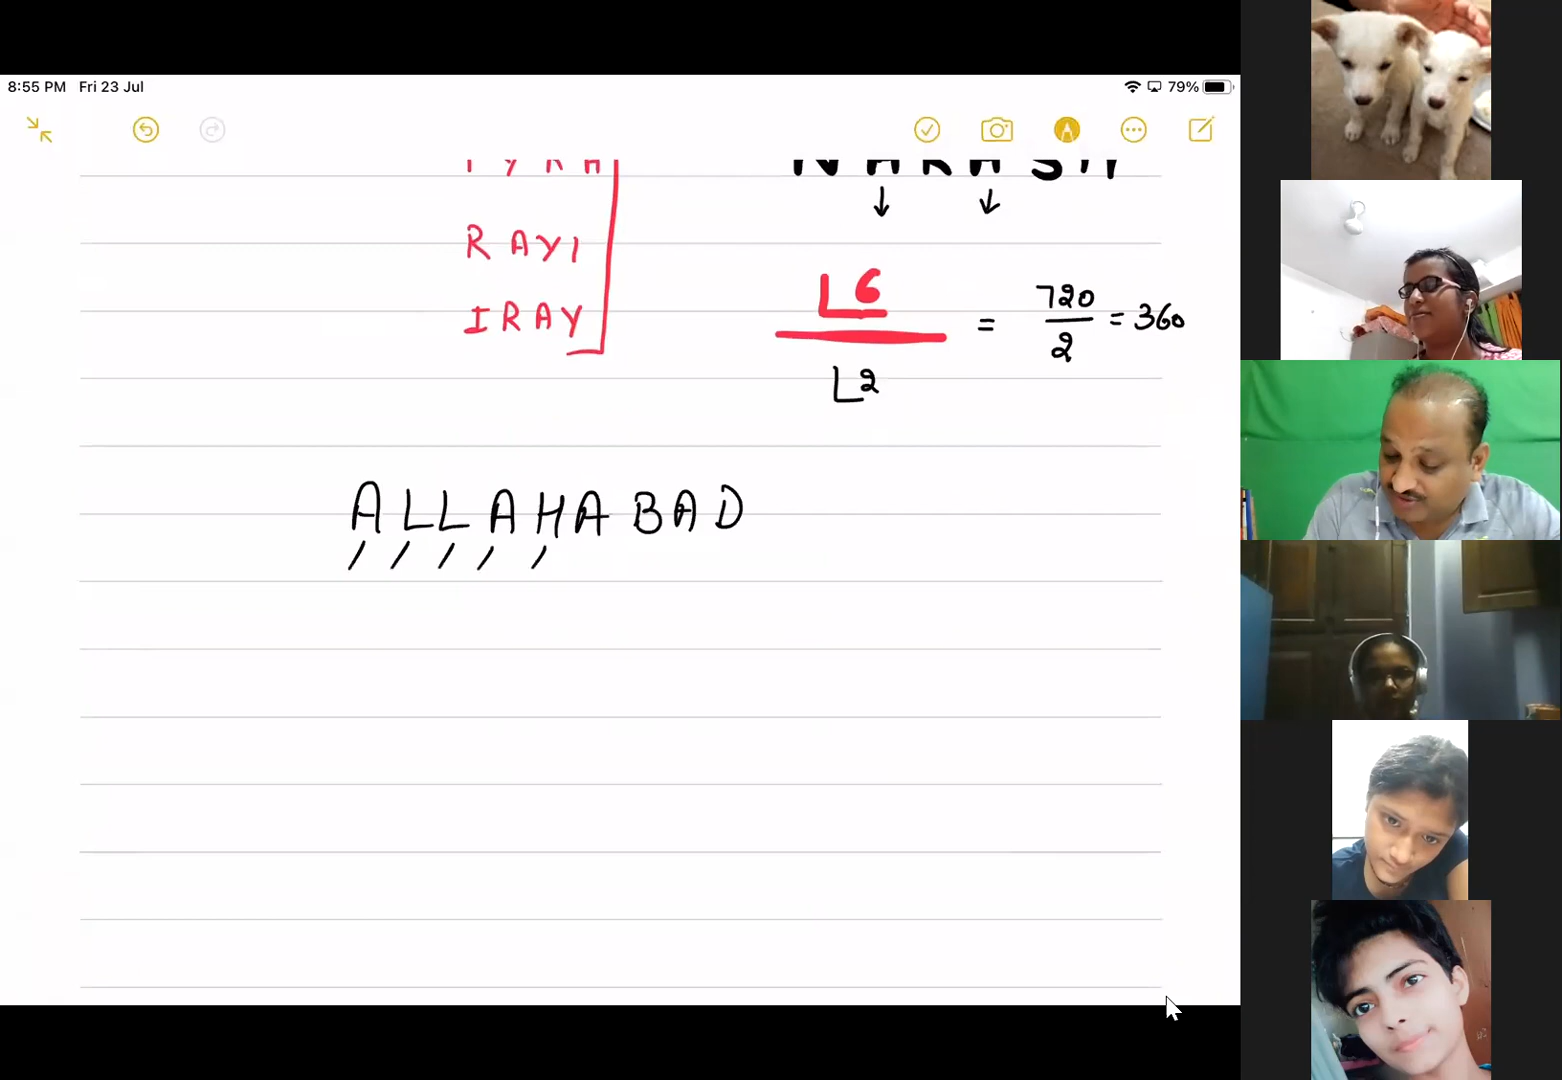 8:55 PM Fri 23 Jul 79%
RAYI
IRAY
L6
= 720 = 360
2
L2
ALLAHABAD